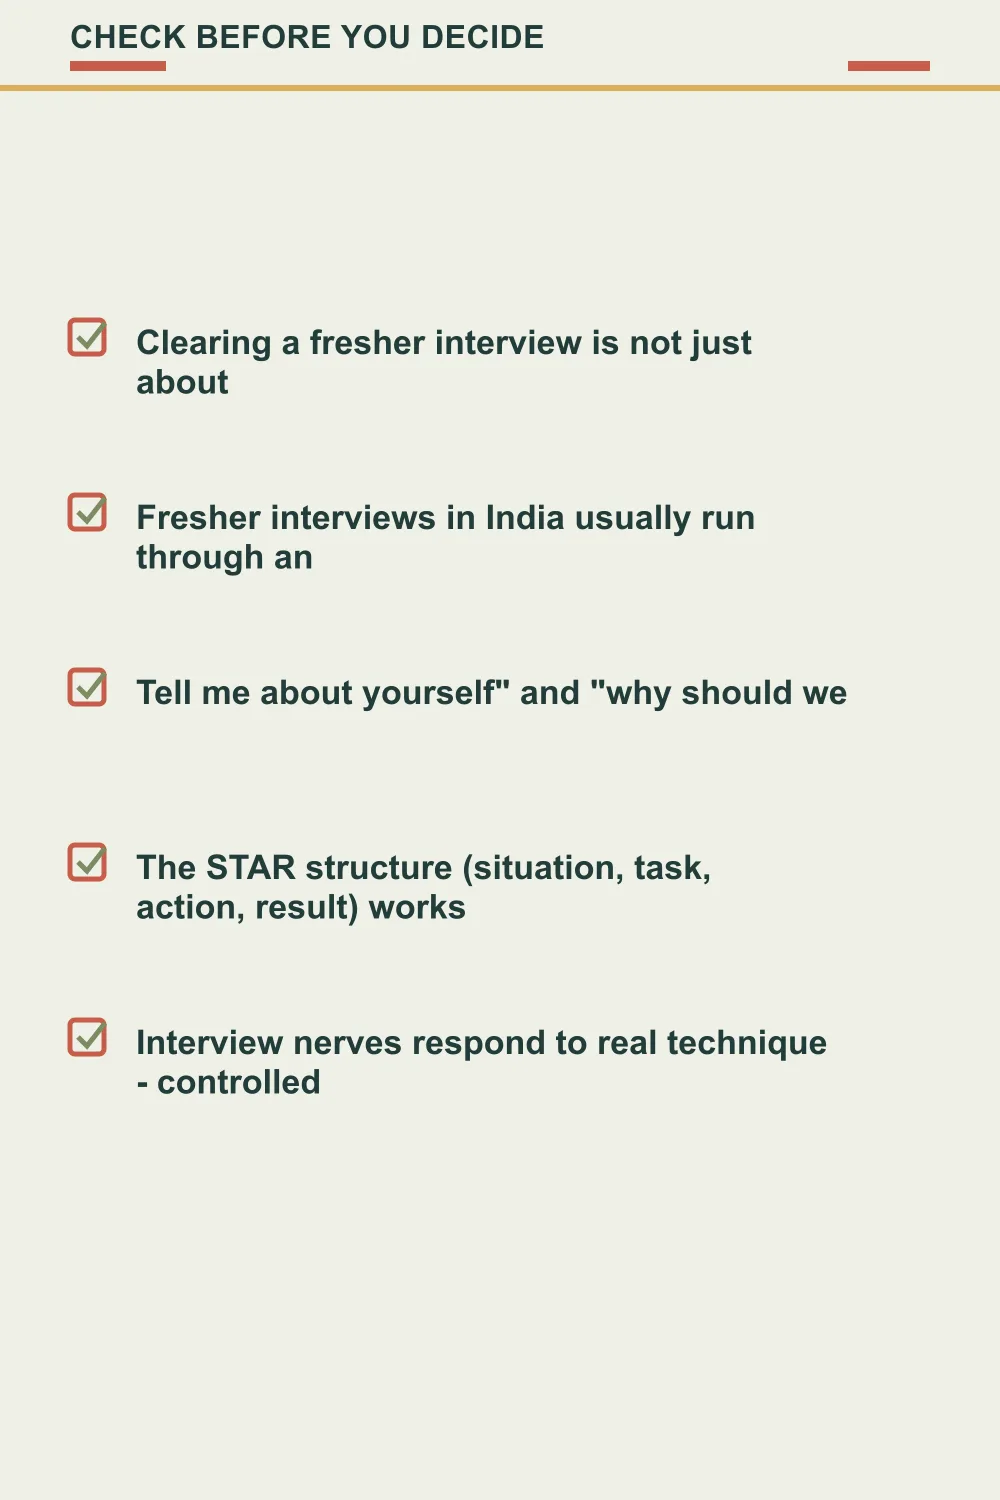 CHECK BEFORE YOU DECIDE
Clearing a fresher interview is not just
about
Fresher interviews in India usually run
through an
Tell me about yourself" and "why should we
The STAR structure (situation, task,
action, result) works
Interview nerves respond to real technique
- controlled